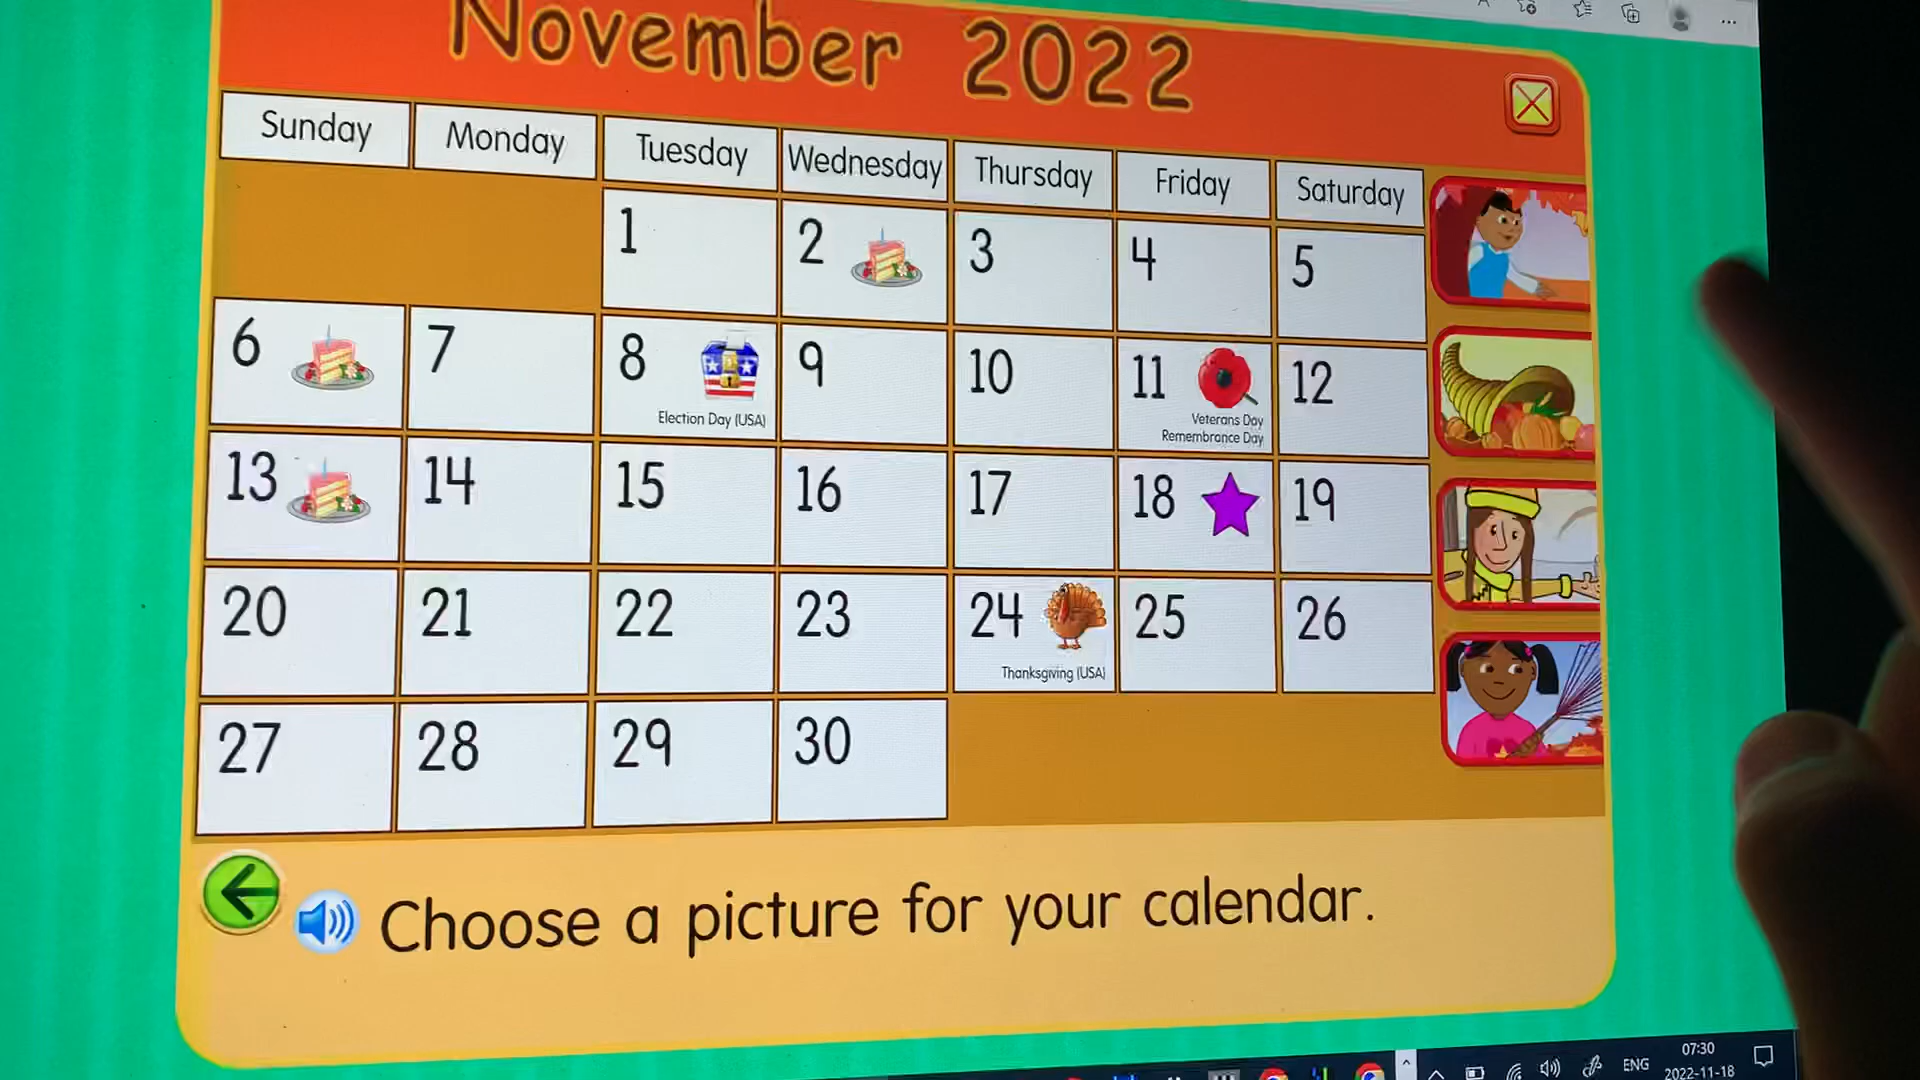 November 2022
Sunday Monday Tuesday Wednesday Thursday Friday Saturday
1 2 3 4 5
6 7 8 9 10 11 12
Election Day (USA)
Veterans Day
Remembrance Day
13 14 15 16 17 18 19
20 21 22 23 24 25 26
Thanksgiving (USA)
27 28 29 30
Choose a picture for your calendar.
ENG
07:30
2022-11-18